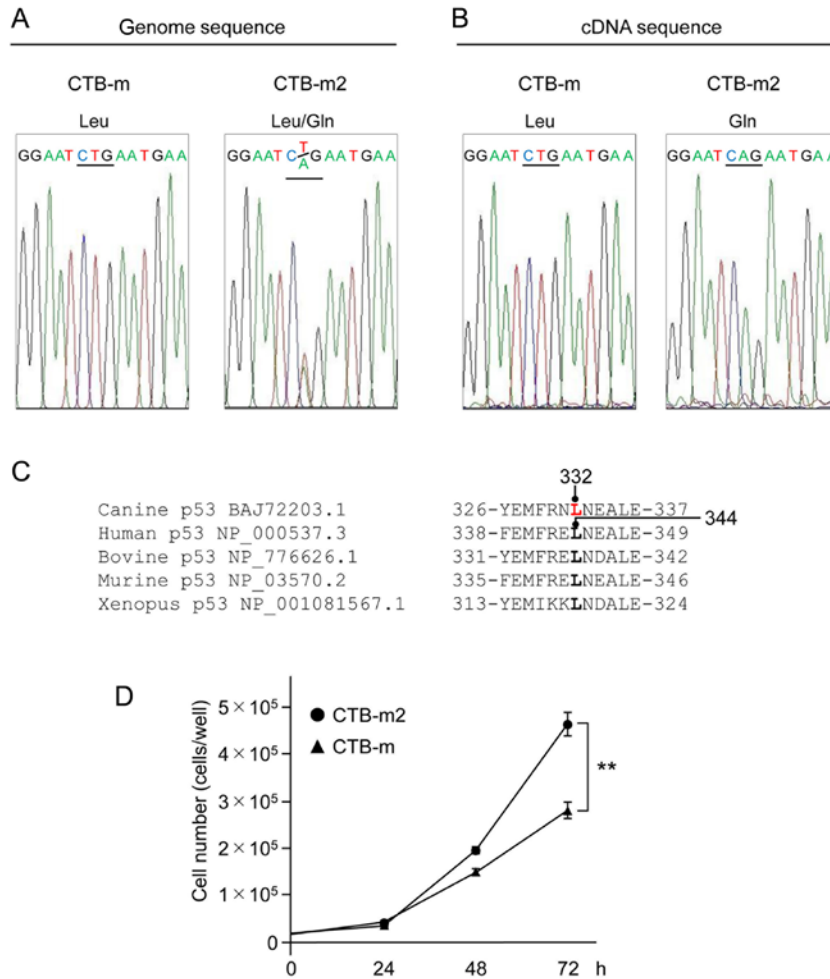 A
Genome sequence
CTB-m
CTB-m2
Leu
Leu/Gln
GGAATCTGAATGAA
GGAATCT/AGAATGAA
B
cDNA sequence
CTB-m
CTB-m2
Leu
Gln
GGAATCTGAATGAA
GGAATCAGAATGAA
C
332
Canine p53 BAJ72203.1 326-YEMFRNLNEALE-337
344
Human p53 NP_000537.3 338-FEMFRELNEALE-349
Bovine p53 NP_776626.1 331-YEMFRELNDALE-342
Murine p53 NP_03570.2 335-FEMFRELNEALE-346
Xenopus p53 NP_001081567.1 313-YEMIKKLNDALE-324
D
Cell number (cells/well)
5×10⁵
4×10⁵
3×10⁵
2×10⁵
1×10⁵
0
CTB-m2
CTB-m
**
0 24 48 72 h